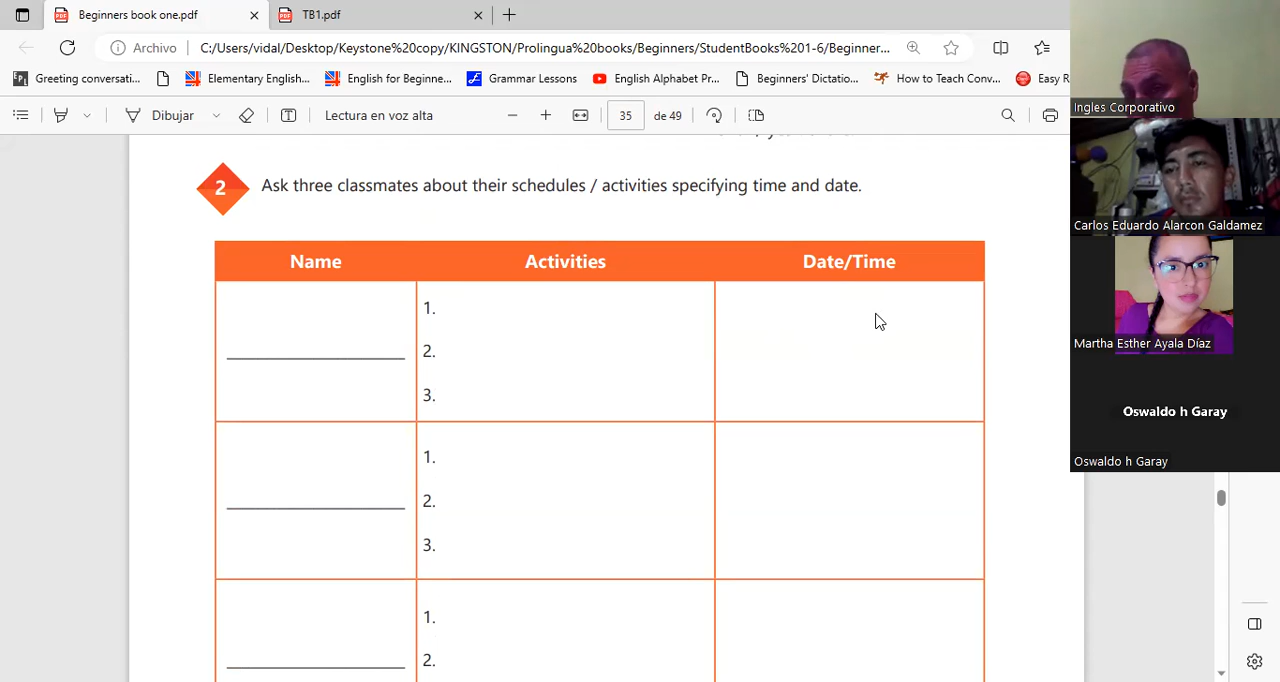 Beginners book one.pdf
TB1.pdf
Archivo
C:/Users/vidal/Desktop/Keystone%20copy/KINGSTON/Prolingua%20books/Beginners/StudentBooks%201-6/Beginner...
Greeting conversati...
Elementary English...
English for Beginne...
Grammar Lessons
English Alphabet Pr...
Beginners' Dictatio...
How to Teach Conv...
Easy R
Dibujar
Lectura en voz alta
35
de 49
2
Ask three classmates about their schedules / activities specifying time and date.
Name
Activities
Date/Time
1.
2.
3.
1.
2.
3.
1.
2.
Ingles Corporativo
Carlos Eduardo Alarcon Galdamez
Martha Esther Ayala Díaz
Oswaldo h Garay
Oswaldo h Garay